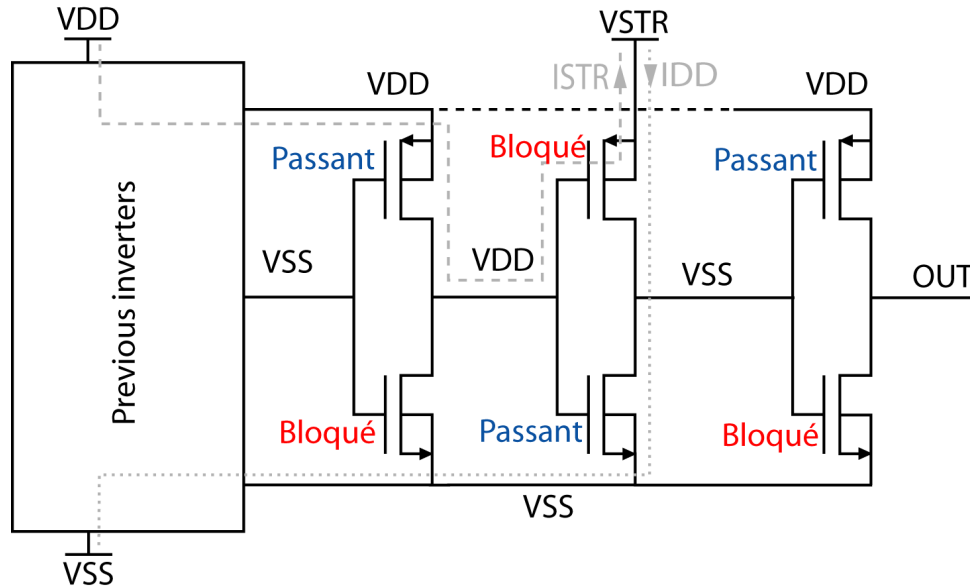 VDD
VSTR
ISTR
IDD
VDD
VDD
Passant
Bloqué
Passant
Previous inverters
VSS
VDD
VSS
OUT
Bloqué
Passant
Bloqué
VSS
VSS